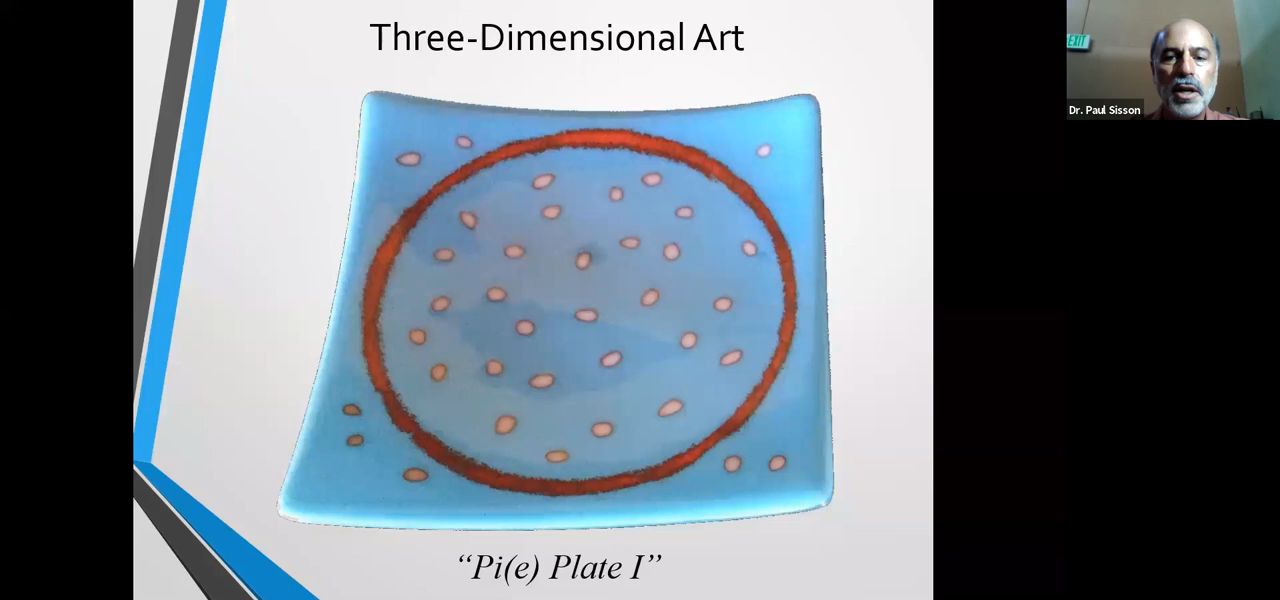 Three-Dimensional Art
EXIT
Dr. Paul Sisson
“Pi(e) Plate I”